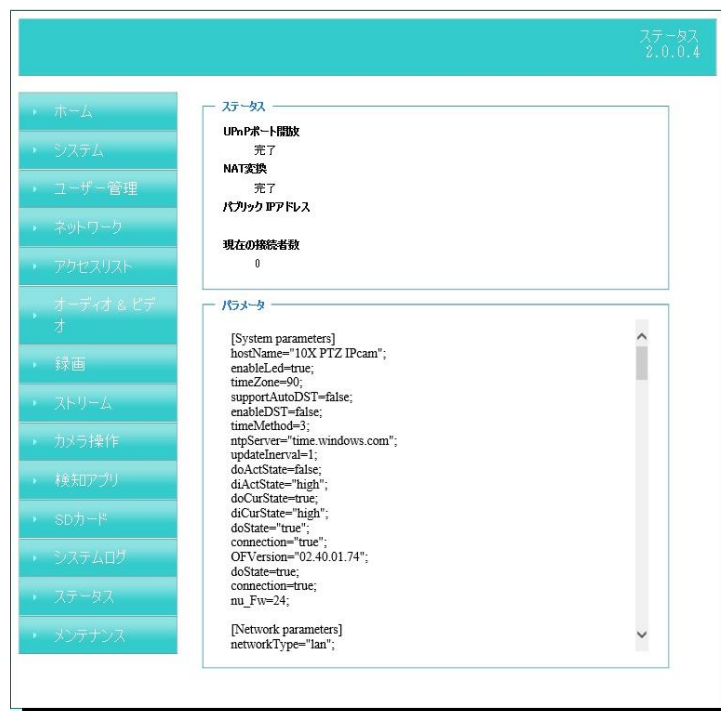 ステータス
2.0.0.4
ホーム
システム
ユーザー管理
ネットワーク
アクセスリスト
オーディオ & ビデ
オ
録画
ストリーム
カメラ操作
検知アプリ
SDカード
システムログ
ステータス
メンテナンス
ステータス
UPnPポート開放
完了
NAT変換
完了
パブリック IPアドレス
現在の接続者数
0
パラメータ
[System parameters]
hostName="10X PTZ IPcam";
enableLed=true;
timeZone=90;
supportAutoDST=false;
enableDST=false;
timeMethod=3;
ntpServer="time.windows.com";
updateInerval=1;
doActState=false;
diActState="high";
doCurState=true;
diCurState="high";
doState="true";
connection="true";
OFVersion="02.40.01.74";
doState=true;
connection=true;
nu_Fw=24;
[Network parameters]
networkType="lan";